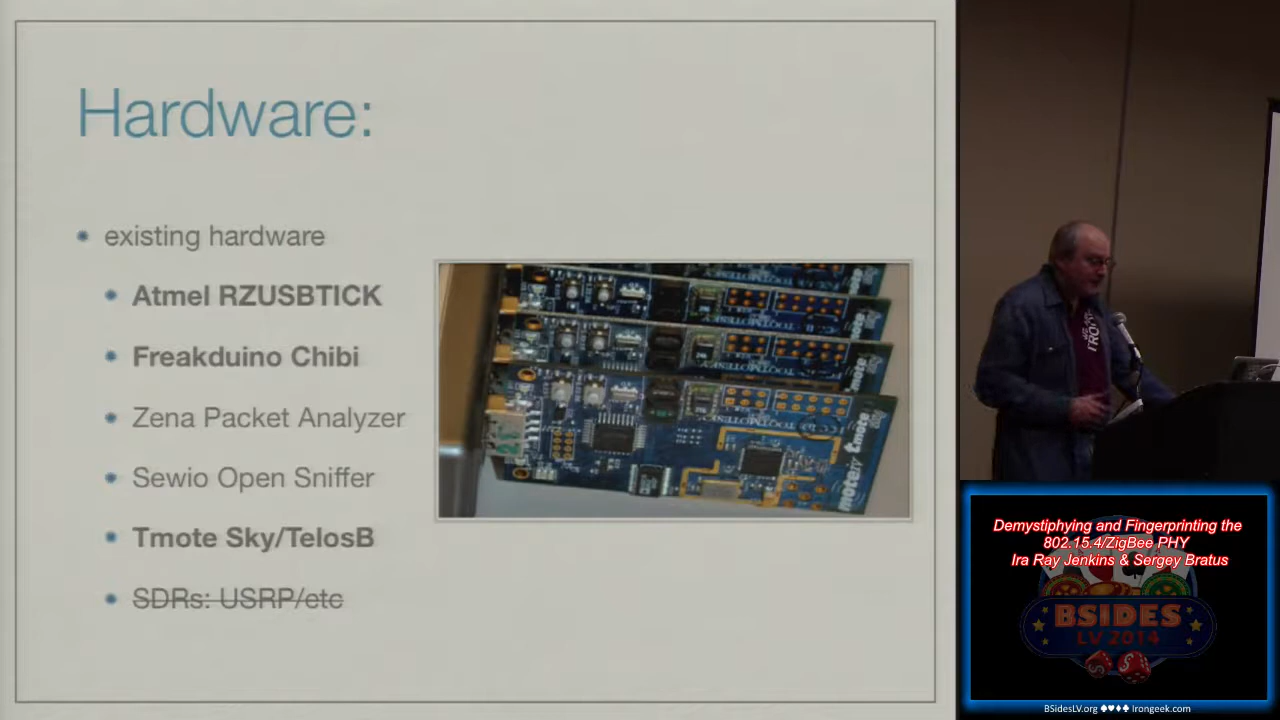 Hardware:
existing hardware
Atmel RZUSBTICK
Freakduino Chibi
Zena Packet Analyzer
Sewio Open Sniffer
Tmote Sky/TelosB
SDRs: USRP/etc
moteiv tmote
Demystiphying and Fingerprinting the
802.15.4/ZigBee PHY
Ira Ray Jenkins & Sergey Bratus
BSIDES
LV 2014
BSidesLV.org ♠♥♦♣ Irongeek.com